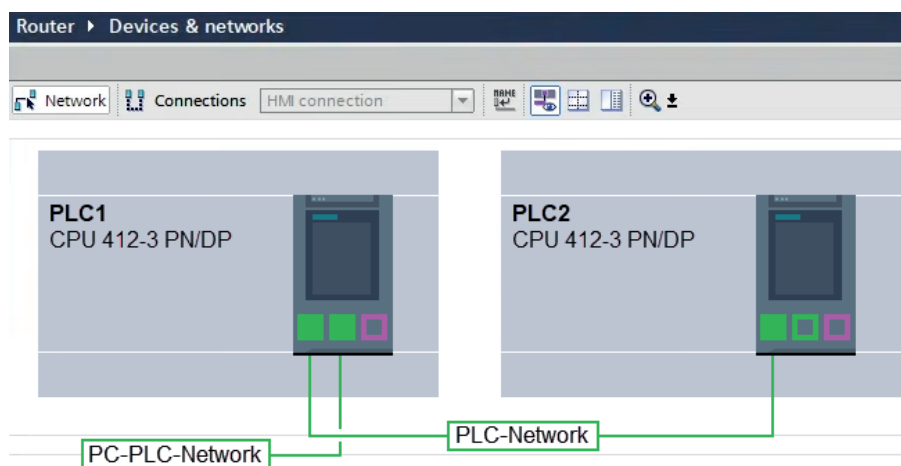 Router ▸ Devices & networks
Network Connections HMI connection
PLC1
CPU 412-3 PN/DP
PLC2
CPU 412-3 PN/DP
PLC-Network
PC-PLC-Network